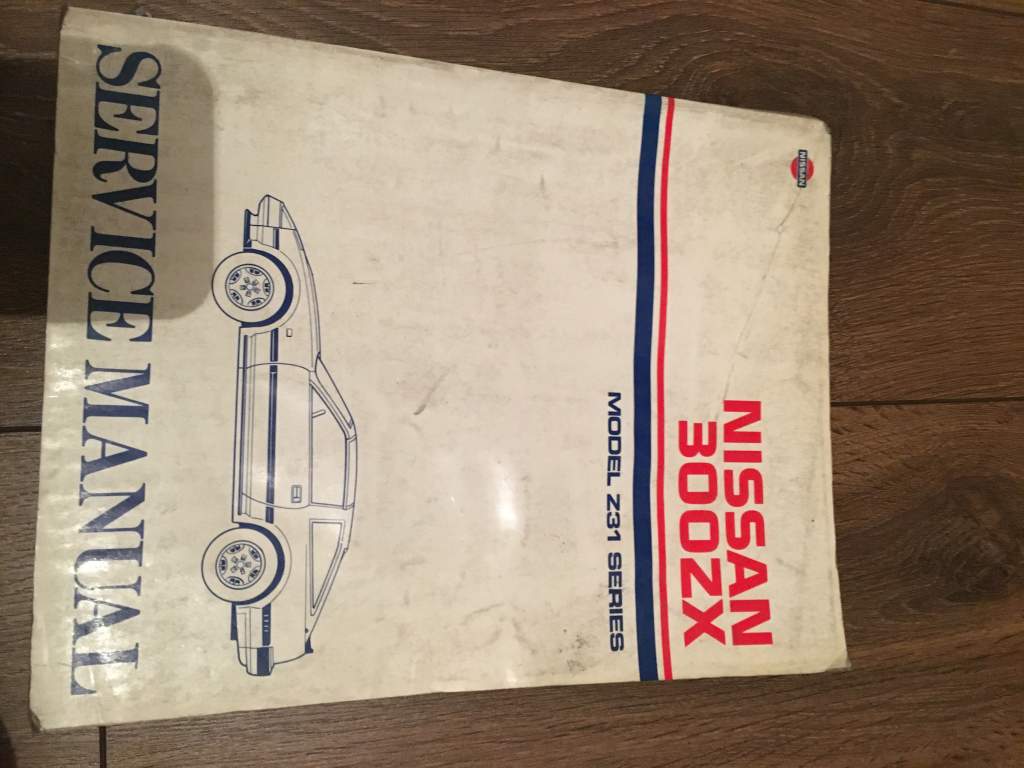 NISSAN
NISSAN
300ZX
MODEL Z31 SERIES
SERVICE MANUAL